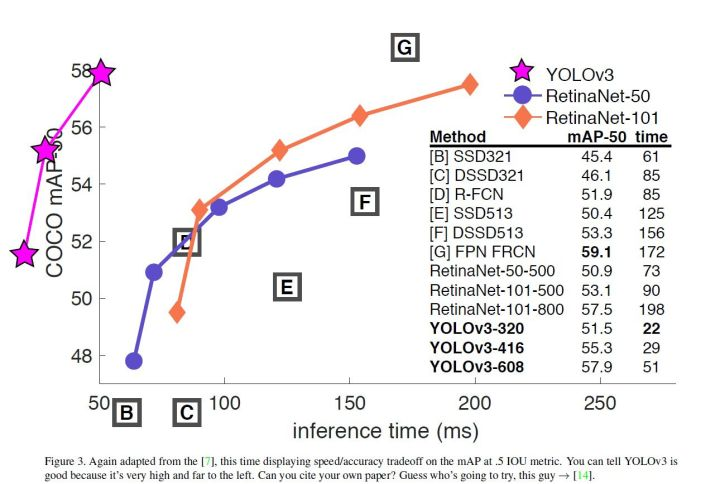 G
58
YOLOv3
RetinaNet-50
RetinaNet-101
56
Method mAP-50 time
[B] SSD321 45.4 61
[C] DSSD321 46.1 85
[D] R-FCN 51.9 85
[E] SSD513 50.4 125
[F] DSSD513 53.3 156
[G] FPN FRCN 59.1 172
RetinaNet-50-500 50.9 73
RetinaNet-101-500 53.1 90
RetinaNet-101-800 57.5 198
YOLOv3-320 51.5 22
YOLOv3-416 55.3 29
YOLOv3-608 57.9 51
COCO mAP-50
54
F
52
D
E
50
48
50 100 150 200 250
B C
inference time (ms)
Figure 3. Again adapted from the [7], this time displaying speed/accuracy tradeoff on the mAP at .5 IOU metric. You can tell YOLOv3 is
good because it's very high and far to the left. Can you cite your own paper? Guess who's going to try, this guy → [14].